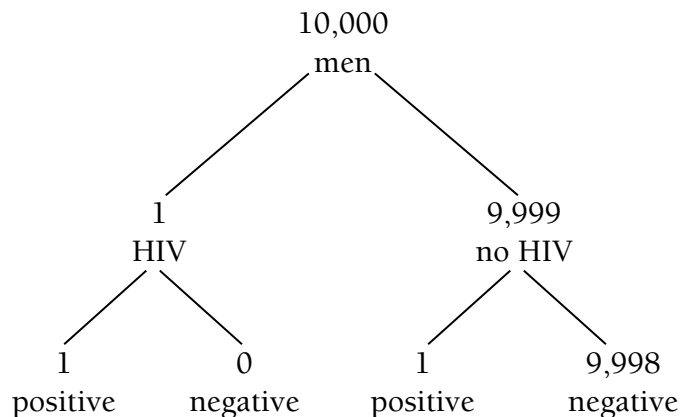 10,000
men
1
9,999
HIV
no HIV
1
0
1
9,998
positive
negative
positive
negative